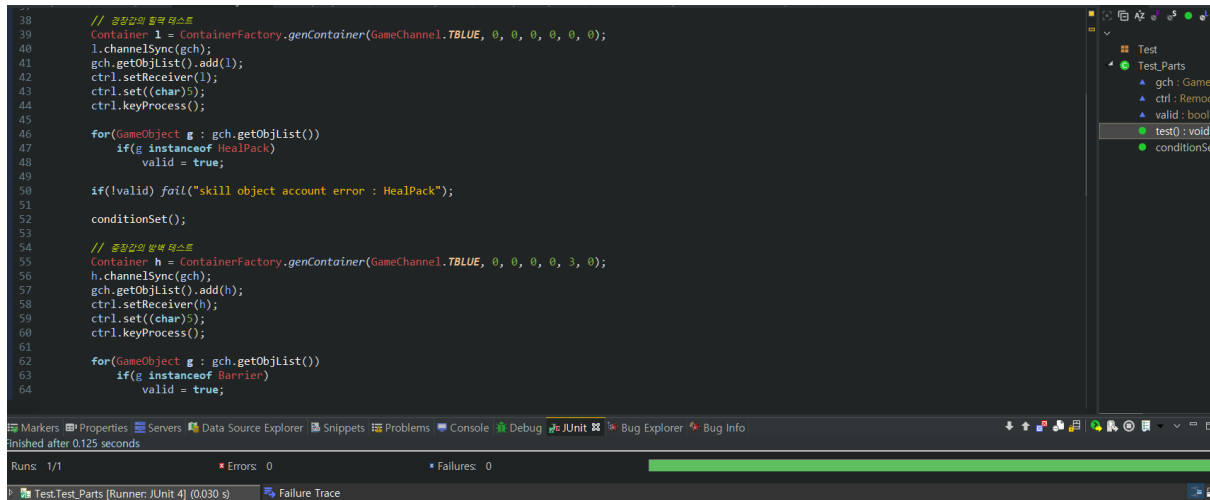 38 // 경장갑의 힐팩 테스트
39 Container l = ContainerFactory.genContainer(GameChannel.TBLUE, 0, 0, 0, 0, 0, 0);
40 l.channelSync(gch);
41 gch.getObjList().add(l);
42 ctrl.setReceiver(l);
43 ctrl.set((char)5);
44 ctrl.keyProcess();
45
46 for(GameObject g : gch.getObjList())
47 if(g instanceof HealPack)
48 valid = true;
49
50 if(!valid) fail("skill object account error : HealPack");
51
52 conditionSet();
53
54 // 중장갑의 방벽 테스트
55 Container h = ContainerFactory.genContainer(GameChannel.TBLUE, 0, 0, 0, 0, 3, 0);
56 h.channelSync(gch);
57 gch.getObjList().add(h);
58 ctrl.setReceiver(h);
59 ctrl.set((char)5);
60 ctrl.keyProcess();
61
62 for(GameObject g : gch.getObjList())
63 if(g instanceof Barrier)
64 valid = true;
Test
Test_Parts
gch : Game
ctrl : Remo
valid : bool
test() : void
conditionSe
Markers Properties Servers Data Source Explorer Snippets Problems Console Debug JUnit Bug Explorer Bug Info
Finished after 0.125 seconds
Runs: 1/1 Errors: 0 Failures: 0
Test.Test_Parts [Runner: JUnit 4] (0.030 s) Failure Trace